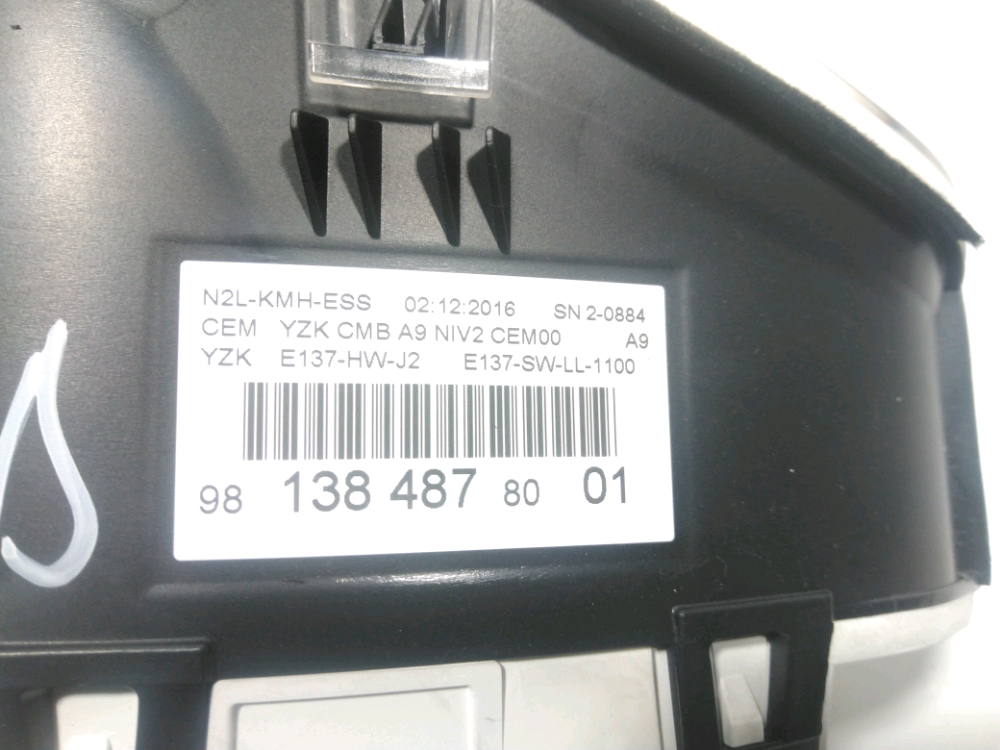 N2L-KMH-ESS 02:12:2016 SN 2-0884
CEM YZK CMB A9 NIV2 CEM00 A9
YZK E137-HW-J2 E137-SW-LL-1100
98 138 487 80 01